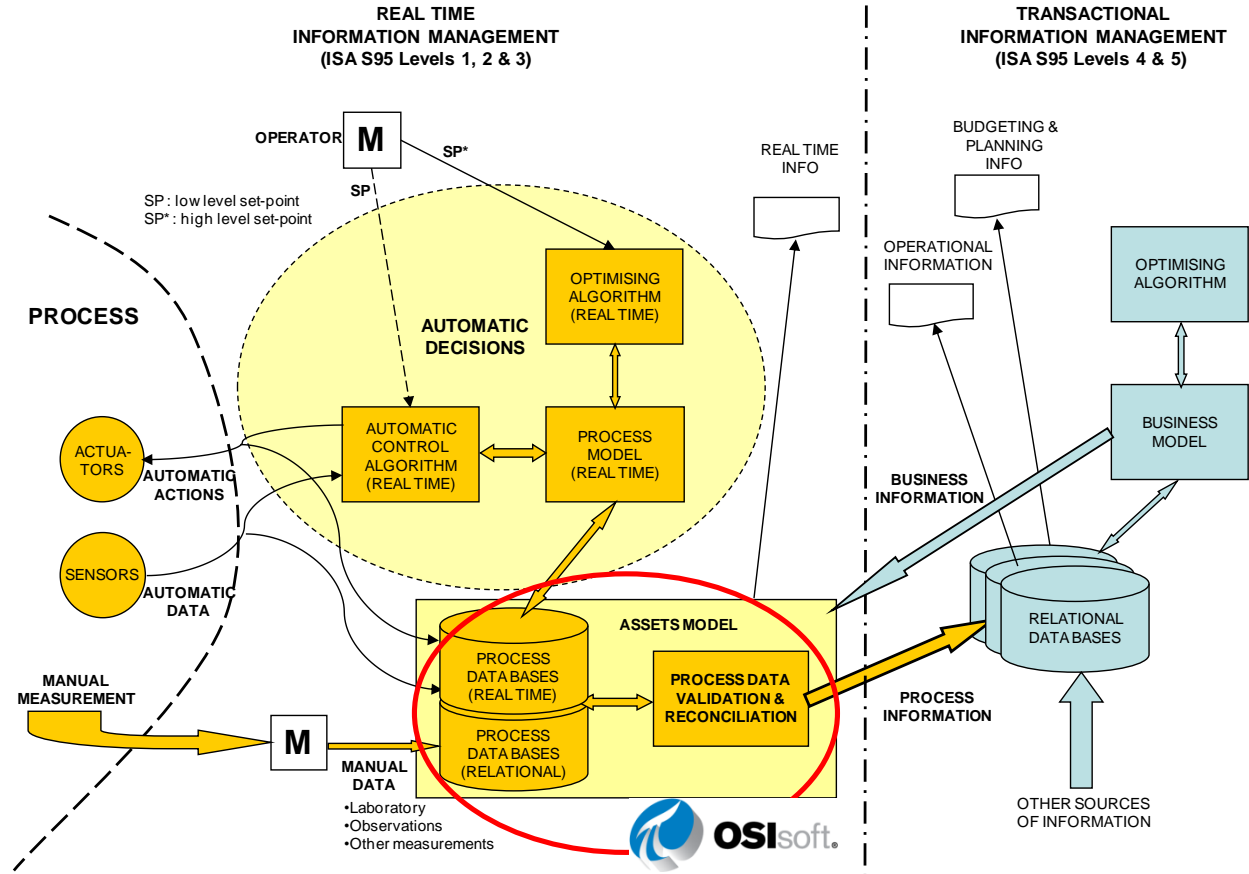 REAL TIME
INFORMATION MANAGEMENT
(ISA S95 Levels 1, 2 & 3)
TRANSACTIONAL
INFORMATION MANAGEMENT
(ISA S95 Levels 4 & 5)
OPERATOR
M
SP*
SP
SP : low level set-point
SP* : high level set-point
REAL TIME
INFO
BUDGETING &
PLANNING
INFO
OPERATIONAL
INFORMATION
OPTIMISING
ALGORITHM
(REAL TIME)
OPTIMISING
ALGORITHM
PROCESS
AUTOMATIC
DECISIONS
AUTOMATIC
CONTROL
ALGORITHM
(REAL TIME)
PROCESS
MODEL
(REAL TIME)
BUSINESS
MODEL
ACTUA-
TORS
AUTOMATIC
ACTIONS
BUSINESS
INFORMATION
SENSORS
AUTOMATIC
DATA
ASSETS MODEL
PROCESS
DATA BASES
(REAL TIME)
PROCESS DATA
VALIDATION &
RECONCILIATION
RELATIONAL
DATA BASES
MANUAL
MEASUREMENT
PROCESS
INFORMATION
M
PROCESS
DATA BASES
(RELATIONAL)
MANUAL
DATA
•Laboratory
•Observations
•Other measurements
OSIsoft®
OTHER SOURCES
OF INFORMATION